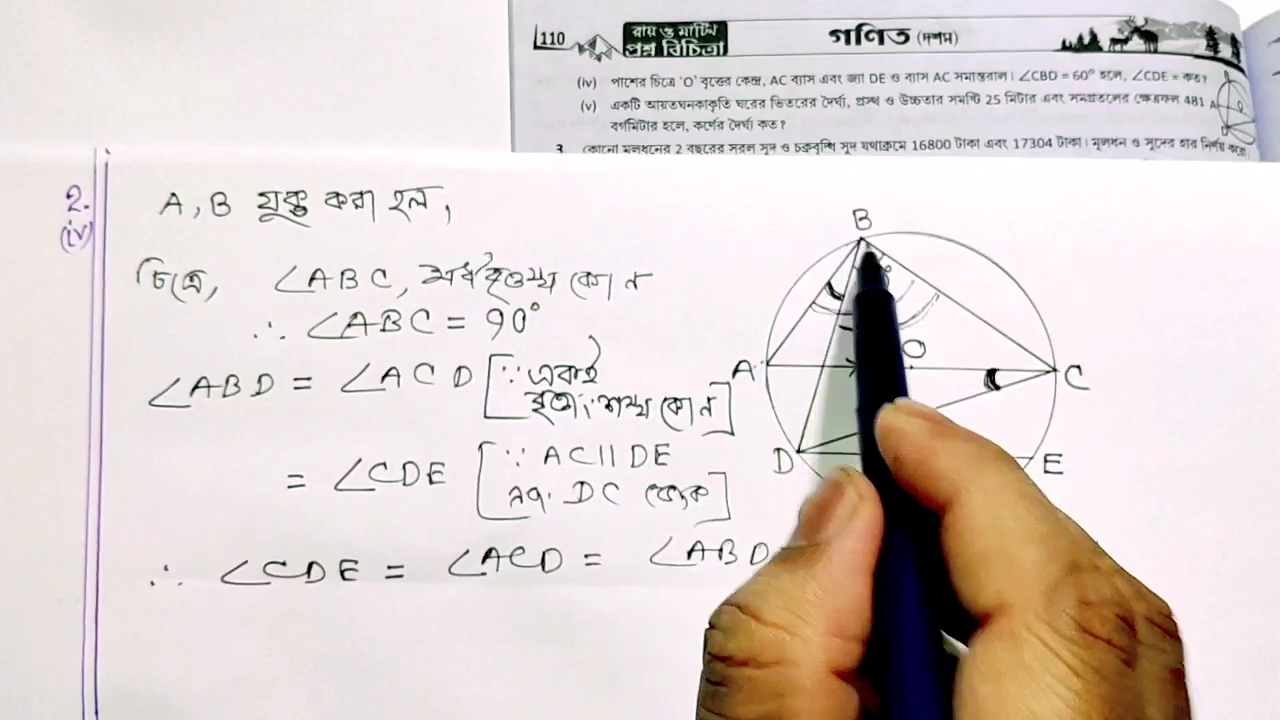 110 রায় ও মার্টিন প্রশ্ন বিচিত্রা গণিত (দশম)
(iv) পাশের চিত্রে 'O' বৃত্তের কেন্দ্র, AC ব্যাস এবং জ্যা DE ও ব্যাস AC সমান্তরাল। ∠CBD = 60° হলে, ∠CDE = কত?
(v) একটি আয়তঘনাকাকৃতি ঘরের ভিতরের দৈর্ঘ্য, প্রস্থ ও উচ্চতার সমষ্টি 25 মিটার এবং সমগ্রতলের ক্ষেত্রফল 481
বর্গমিটার হলে, কর্ণের দৈর্ঘ্য কত?
3 কোনো মূলধনের 2 বছরের সরল সুদ ও চক্রবৃদ্ধি সুদ যথাক্রমে 16800 টাকা এবং 17304 টাকা। মূলধন ও সুদের হার নির্ণয় করো
2.
(iv)
A, B যুক্ত করা হল,
চিত্রে, ∠ABC, অর্ধবৃত্তস্থ কোন
∴ ∠ABC = 90°
∠ABD = ∠ACD [∵ একই
বৃত্তাংশস্থ কোন]
= ∠CDE [∵ AC॥DE
এবং DC ছেদক]
∴ ∠CDE = ∠ACD = ∠ABD
B
A
O
C
D
E